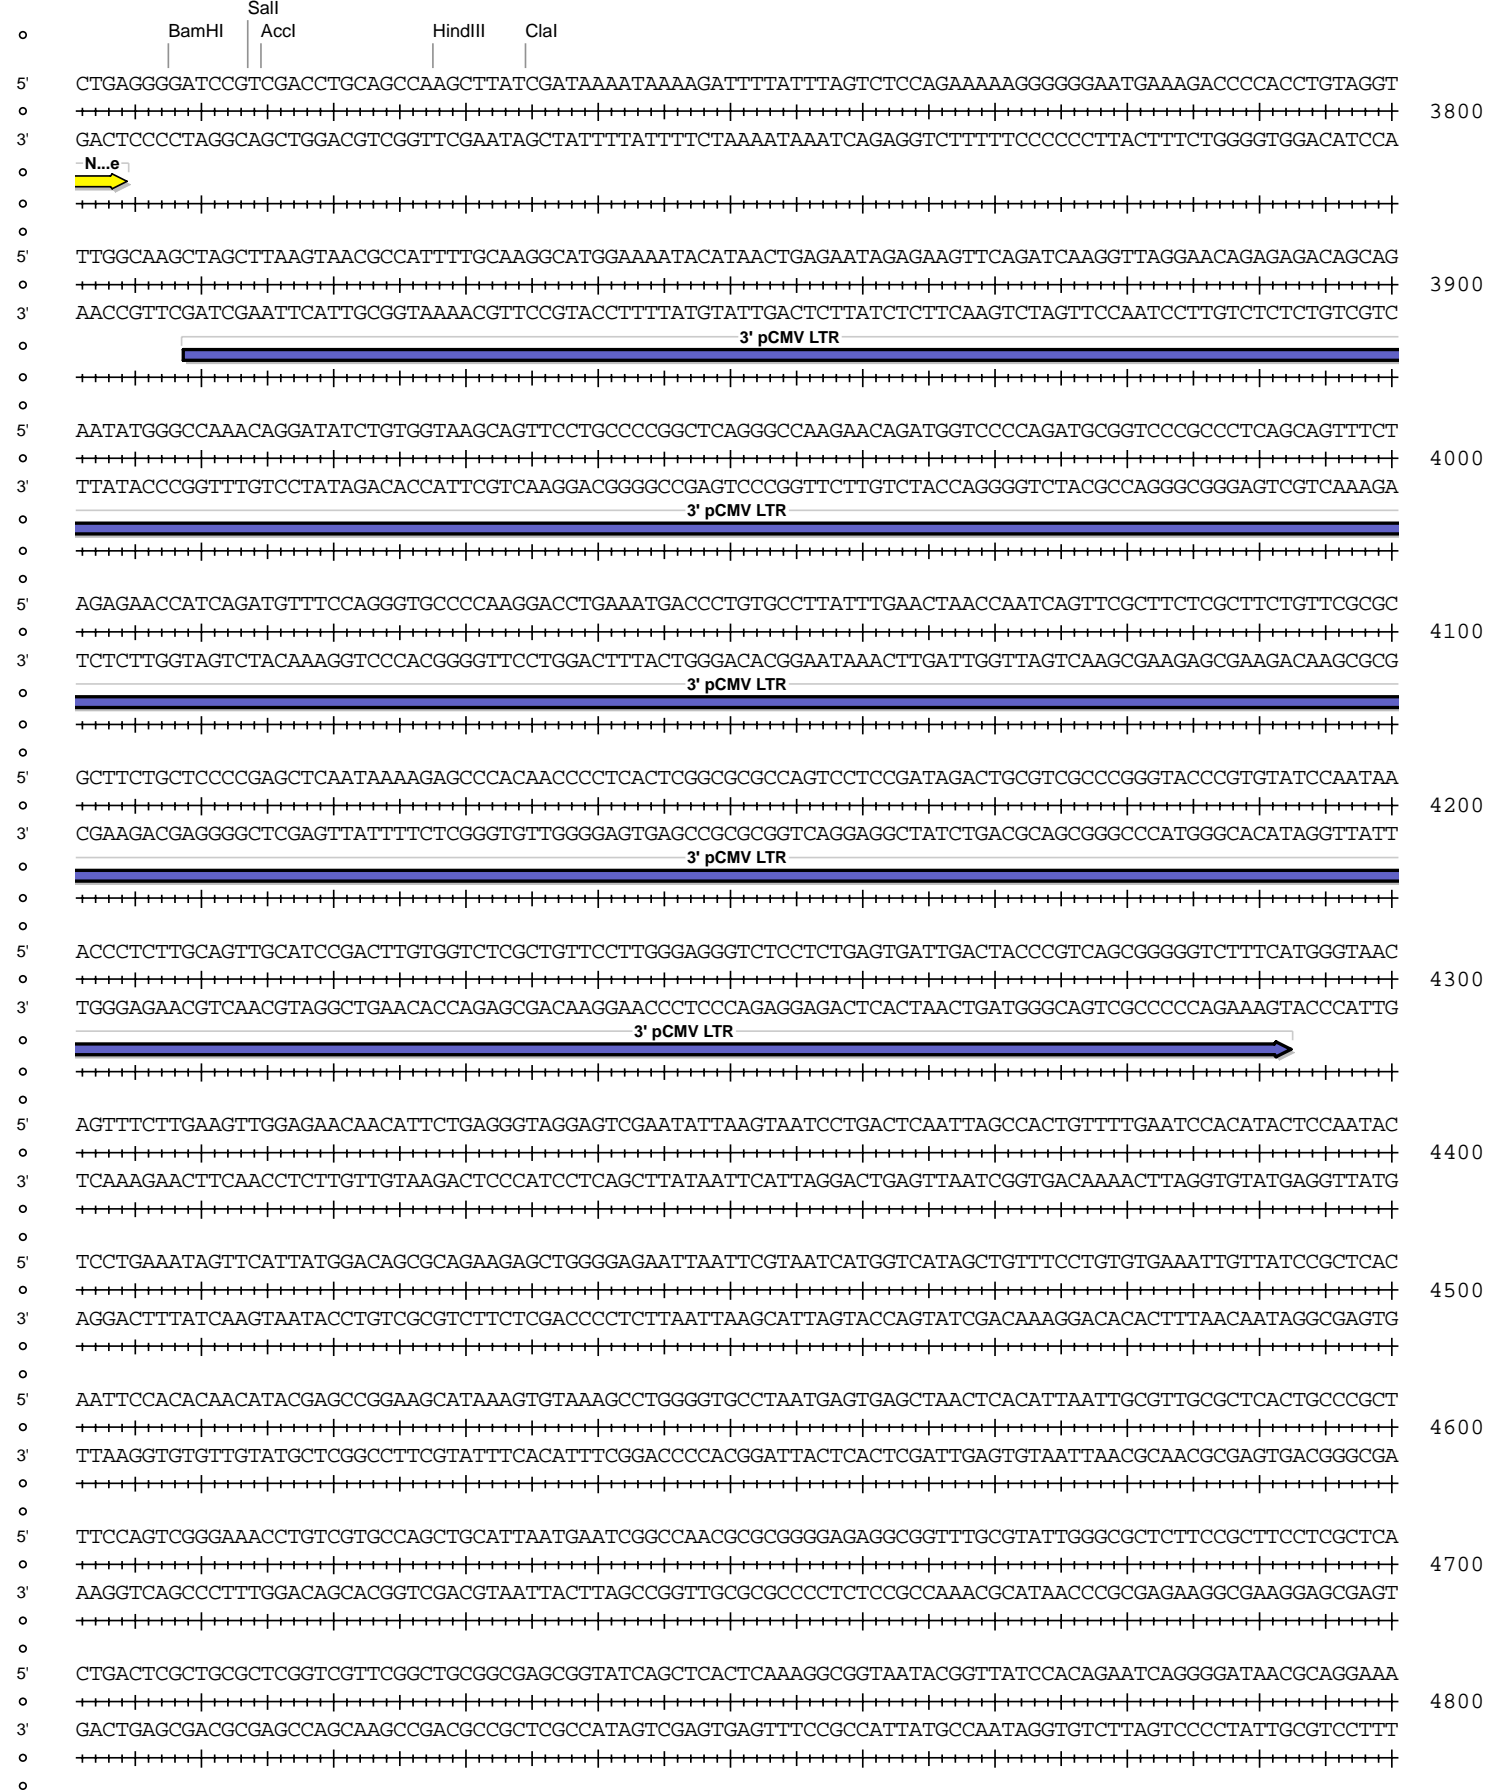 SalI
BamHI AccI HindIII ClaI
5' CTGAGGGGATCCGTCGACCTGCAGCCAAGCTTATCGATAAAATAAAAGATTTTATTTAGTCTCCAGAAAAAGGGGGGAATGAAAGACCCCACCTGTAGGT
3800
3' GACTCCCCTAGGCAGCTGGACGTCGGTTCGAATAGCTATTTTATTTTCTAAAATAAATCAGAGGTCTTTTTCCCCCCTTACTTTCTGGGGTGGACATCCA
N...e
5' TTGGCAAGCTAGCTTAAGTAACGCCATTTTGCAAGGCATGGAAAATACATAACTGAGAATAGAGAAGTTCAGATCAAGGTTAGGAACAGAGAGACAGCAG
3900
3' AACCGTTCGATCGAATTCATTGCGGTAAAACGTTCCGTACCTTTTATGTATTGACTCTTATCTCTTCAAGTCTAGTTCCAATCCTTGTCTCTCTGTCGTC
3' pCMV LTR
5' AATATGGGCCAAACAGGATATCTGTGGTAAGCAGTTCCTGCCCCGGCTCAGGGCCAAGAACAGATGGTCCCCAGATGCGGTCCCGCCCTCAGCAGTTTCT
4000
3' TTATACCCGGTTTGTCCTATAGACACCATTCGTCAAGGACGGGGCCGAGTCCCGGTTCTTGTCTACCAGGGGTCTACGCCAGGGCGGGAGTCGTCAAAGA
3' pCMV LTR
5' AGAGAACCATCAGATGTTTCCAGGGTGCCCCAAGGACCTGAAATGACCCTGTGCCTTATTTGAACTAACCAATCAGTTCGCTTCTCGCTTCTGTTCGCGC
4100
3' TCTCTTGGTAGTCTACAAAGGTCCCACGGGGTTCCTGGACTTTACTGGGACACGGAATAAACTTGATTGGTTAGTCAAGCGAAGAGCGAAGACAAGCGCG
3' pCMV LTR
5' GCTTCTGCTCCCCGAGCTCAATAAAAGAGCCCACAACCCCTCACTCGGCGCGCCAGTCCTCCGATAGACTGCGTCGCCCGGGTACCCGTGTATCCAATAA
4200
3' CGAAGACGAGGGGCTCGAGTTATTTTCTCGGGTGTTGGGGAGTGAGCCGCGCGGTCAGGAGGCTATCTGACGCAGCGGGCCCATGGGCACATAGGTTATT
3' pCMV LTR
5' ACCCTCTTGCAGTTGCATCCGACTTGTGGTCTCGCTGTTCCTTGGGAGGGTCTCCTCTGAGTGATTGACTACCCGTCAGCGGGGGTCTTTCATGGGTAAC
4300
3' TGGGAGAACGTCAACGTAGGCTGAACACCAGAGCGACAAGGAACCCTCCCAGAGGAGACTCACTAACTGATGGGCAGTCGCCCCCAGAAAGTACCCATTG
3' pCMV LTR
5' AGTTTCTTGAAGTTGGAGAACAACATTCTGAGGGTAGGAGTCGAATATTAAGTAATCCTGACTCAATTAGCCACTGTTTTGAATCCACATACTCCAATAC
4400
3' TCAAAGAACTTCAACCTCTTGTTGTAAGACTCCCATCCTCAGCTTATAATTCATTAGGACTGAGTTAATCGGTGACAAAACTTAGGTGTATGAGGTTATG
5' TCCTGAAATAGTTCATTATGGACAGCGCAGAAGAGCTGGGGAGAATTAATTCGTAATCATGGTCATAGCTGTTTCCTGTGTGAAATTGTTATCCGCTCAC
4500
3' AGGACTTTATCAAGTAATACCTGTCGCGTCTTCTCGACCCCTCTTAATTAAGCATTAGTACCAGTATCGACAAAGGACACACTTTAACAATAGGCGAGTG
5' AATTCCACACAACATACGAGCCGGAAGCATAAAGTGTAAAGCCTGGGGTGCCTAATGAGTGAGCTAACTCACATTAATTGCGTTGCGCTCACTGCCCGCT
4600
3' TTAAGGTGTGTTGTATGCTCGGCCTTCGTATTTCACATTTCGGACCCCACGGATTACTCACTCGATTGAGTGTAATTAACGCAACGCGAGTGACGGGCGA
5' TTCCAGTCGGGAAACCTGTCGTGCCAGCTGCATTAATGAATCGGCCAACGCGCGGGGAGAGGCGGTTTGCGTATTGGGCGCTCTTCCGCTTCCTCGCTCA
4700
3' AAGGTCAGCCCTTTGGACAGCACGGTCGACGTAATTACTTAGCCGGTTGCGCGCCCCTCTCCGCCAAACGCATAACCCGCGAGAAGGCGAAGGAGCGAGT
5' CTGACTCGCTGCGCTCGGTCGTTCGGCTGCGGCGAGCGGTATCAGCTCACTCAAAGGCGGTAATACGGTTATCCACAGAATCAGGGGATAACGCAGGAAA
4800
3' GACTGAGCGACGCGAGCCAGCAAGCCGACGCCGCTCGCCATAGTCGAGTGAGTTTCCGCCATTATGCCAATAGGTGTCTTAGTCCCCTATTGCGTCCTTT